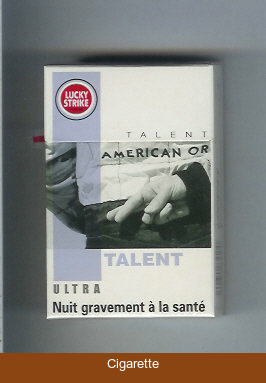 LUCKY
STRIKE
TALENT
AMERICAN OR
TALENT
ULTRA
Nuit gravement à la santé
Cigarette